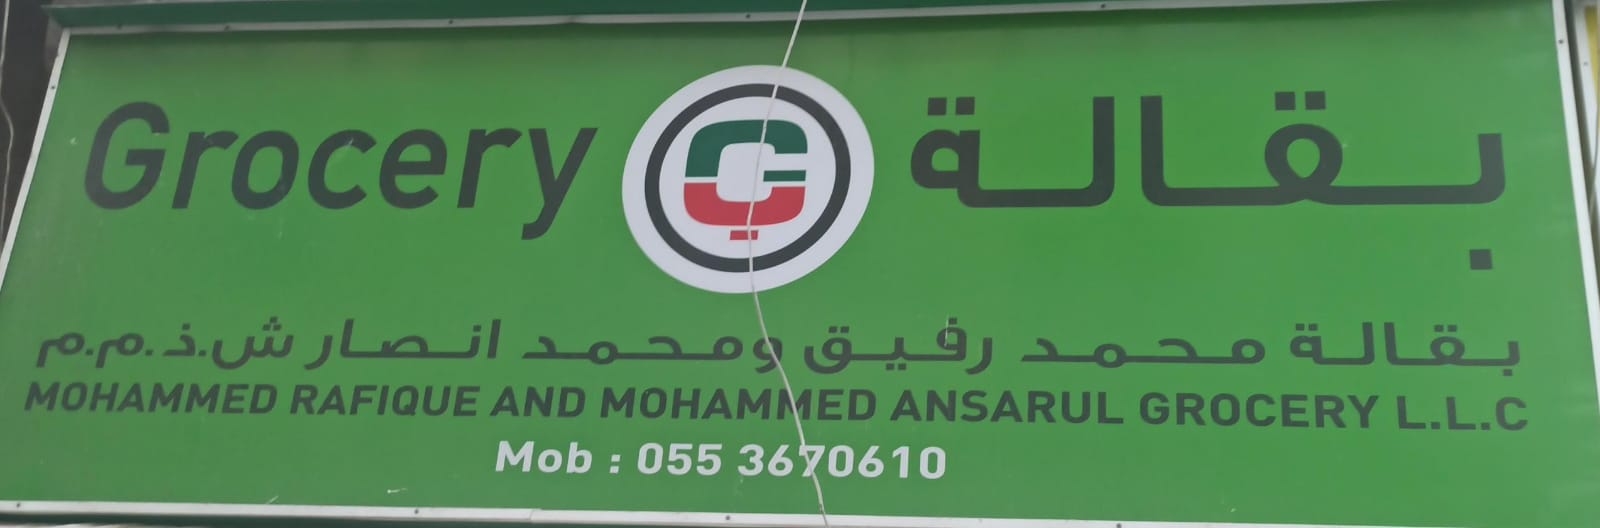 Grocery بقالة
بقالة محمد رفيق ومحمد انصار ش.ذ.م.م
MOHAMMED RAFIQUE AND MOHAMMED ANSARUL GROCERY L.L.C
Mob : 055 3670610